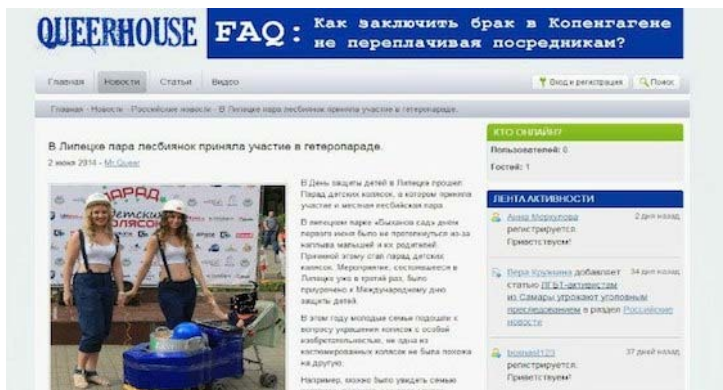 QUEERHOUSE
FAQ: Как заключить брак в Копенгагене
не переплачивая посредникам?
Главная Новости Статьи Видео
Вход и регистрация Поиск
Главная - Новости - Российские новости - В Липецке пара лесбиянок приняла участие в гетеропараде.
В Липецке пара лесбиянок приняла участие в гетеропараде.
2 июня 2014 - Mr.Queer
ПАРАД
Детских
КОЛЯСОК
В День защиты детей в Липецке прошел
Парад детских колясок, в котором приняла
участие и местная лесбийская пара.
В липецком парке «Быханов сад» днем
первого июня было не протолкнуться из-за
наплыва малышей и их родителей.
Причиной этому стал парад детских
колясок. Мероприятие, состоявшееся в
Липецке уже в третий раз, было
приурочено к Международному дню
защиты детей.
В этом году молодые семьи подошли к
вопросу украшения колясок с особой
изобретательностью, ни одна из
костюмированных колясок не была похожа
на другую.
Например, можно было увидеть семью
КТО ОНЛАЙН?
Пользователей: 0
Гостей: 1
ЛЕНТА АКТИВНОСТИ
Анна Меркулова 2 дня назад
регистрируется.
Приветствуем!
Вера Кружкина добавляет 34 дня назад
статью ЛГБТ-активистам
из Самары угрожают уголовным
преследованием в раздел Российские
новости
bosnast123 37 дней назад
регистрируется.
Приветствуем!